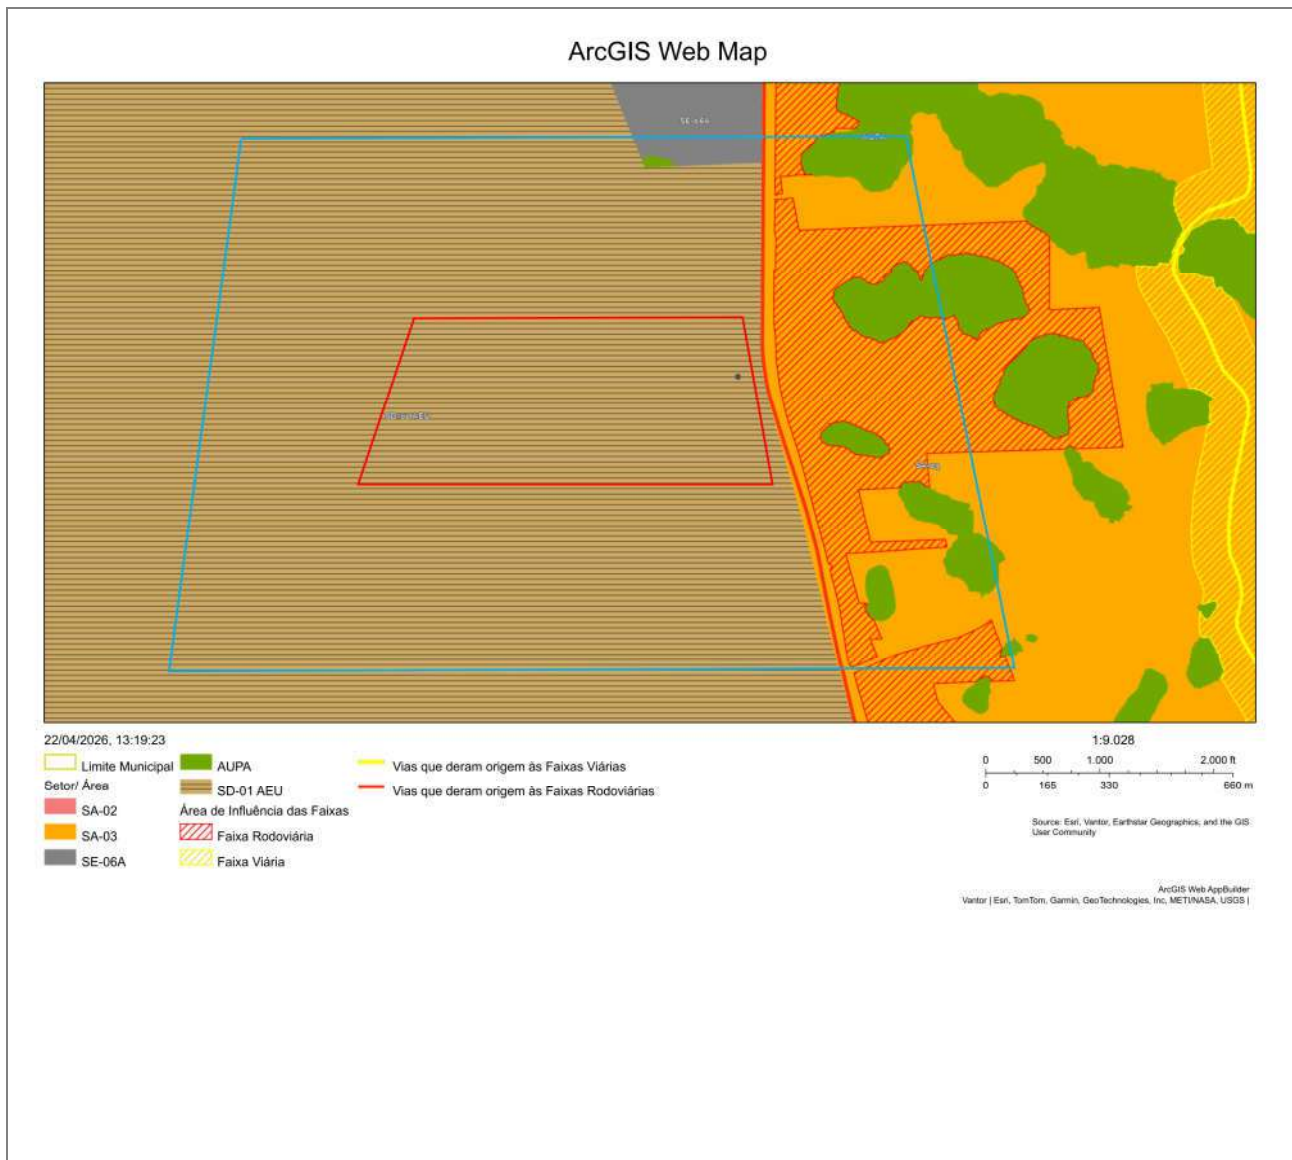 ArcGIS Web Map
SE-06A
22/04/2026, 13:19:23
1:9.028
Limite Municipal
AUPA
Vias que deram origem às Faixas Viárias
Setor/ Área
SD-01 AEU
Vias que deram origem às Faixas Rodoviárias
SA-02
Área de Influência das Faixas
SA-03
Faixa Rodoviária
SE-06A
Faixa Viária
0 500 1.000 2.000 ft
0 165 330 660 m
Source: Esri, Vantor, Earthstar Geographics, and the GIS
User Community
ArcGIS Web AppBuilder
Vantor | Esri, TomTom, Garmin, GeoTechnologies, Inc, METI/NASA, USGS |